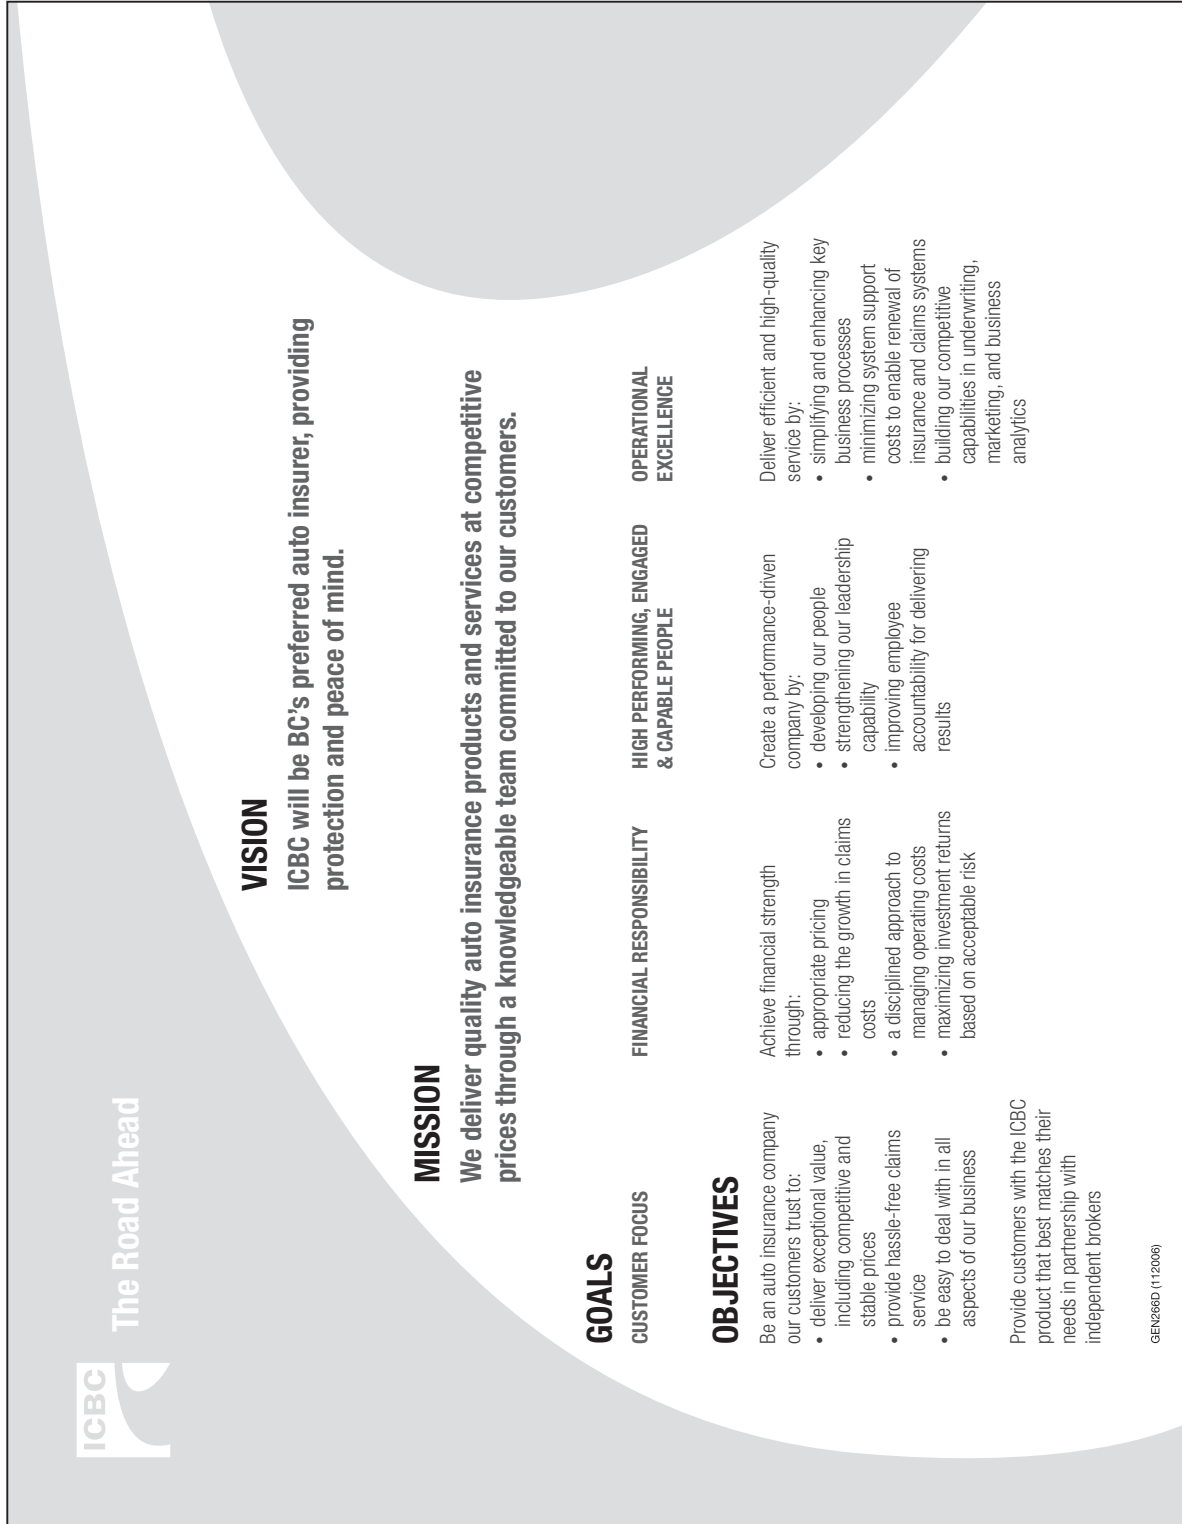 ICBC
The Road Ahead
VISION
ICBC will be BC's preferred auto insurer, providing
protection and peace of mind.
MISSION
We deliver quality auto insurance products and services at competitive
prices through a knowledgeable team committed to our customers.
GOALS
CUSTOMER FOCUS
FINANCIAL RESPONSIBILITY
HIGH PERFORMING, ENGAGED
& CAPABLE PEOPLE
OPERATIONAL
EXCELLENCE
OBJECTIVES
Be an auto insurance company
our customers trust to:
• deliver exceptional value,
including competitive and
stable prices
• provide hassle-free claims
service
• be easy to deal with in all
aspects of our business
Provide customers with the ICBC
product that best matches their
needs in partnership with
independent brokers
Achieve financial strength
through:
• appropriate pricing
• reducing the growth in claims
costs
• a disciplined approach to
managing operating costs
• maximizing investment returns
based on acceptable risk
Create a performance-driven
company by:
• developing our people
• strengthening our leadership
capability
• improving employee
accountability for delivering
results
Deliver efficient and high-quality
service by:
• simplifying and enhancing key
business processes
• minimizing system support
costs to enable renewal of
insurance and claims systems
• building our competitive
capabilities in underwriting,
marketing, and business
analytics
GEN266D (112006)